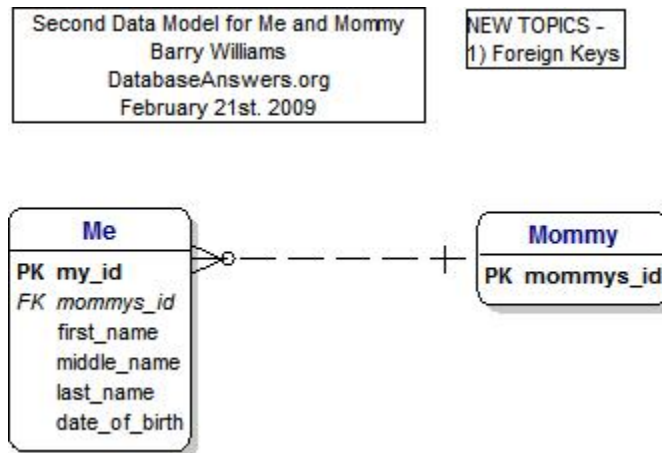 Second Data Model for Me and Mommy
Barry Williams
DatabaseAnswers.org
February 21st. 2009
NEW TOPICS -
1) Foreign Keys
Me
PK my_id
FK mommys_id
first_name
middle_name
last_name
date_of_birth
Mommy
PK mommys_id